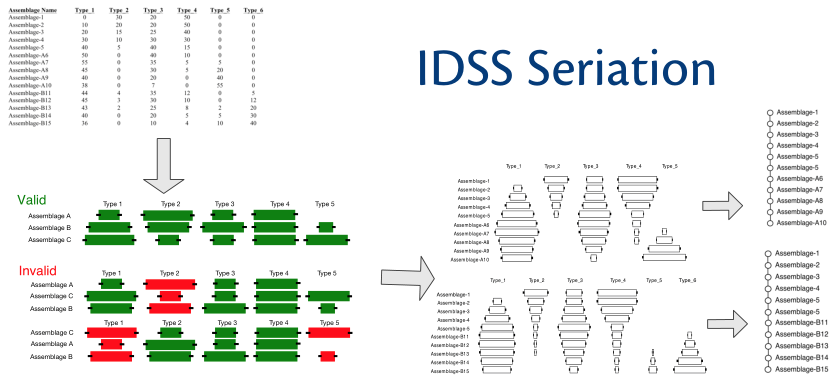 Assemblage Name Type_1 Type_2 Type_3 Type_4 Type_5 Type_6
Assemblage-1 0 30 20 50 0 0
Assemblage-2 10 20 20 50 0 0
Assemblage-3 20 15 25 40 0 0
Assemblage-4 30 10 30 30 0 0
Assemblage-5 40 5 40 15 0 0
Assemblage-A6 50 0 40 10 0 0
Assemblage-A7 55 0 35 5 5 0
Assemblage-A8 45 0 30 5 20 0
Assemblage-A9 40 0 20 0 40 0
Assemblage-A10 38 0 7 0 55 0
Assemblage-B11 44 4 35 12 0 5
Assemblage-B12 45 3 30 10 0 12
Assemblage-B13 43 2 25 8 2 20
Assemblage-B14 40 0 20 5 5 30
Assemblage-B15 36 0 10 4 10 40
IDSS Seriation
Valid
Type 1 Type 2 Type 3 Type 4 Type 5
Assemblage A
Assemblage B
Assemblage C
Invalid
Type 1 Type 2 Type 3 Type 4 Type 5
Assemblage A
Assemblage C
Assemblage B
Type 1 Type 2 Type 3 Type 4 Type 5
Assemblage C
Assemblage A
Assemblage B
Type_1 Type_2 Type_3 Type_4 Type_5
Assemblage-1
Assemblage-2
Assemblage-3
Assemblage-4
Assemblage-5
Assemblage-A6
Assemblage-A7
Assemblage-A8
Assemblage-A9
Assemblage-A10
Type_1 Type_2 Type_3 Type_4 Type_5 Type_6
Assemblage-1
Assemblage-2
Assemblage-3
Assemblage-4
Assemblage-5
Assemblage-B11
Assemblage-B12
Assemblage-B13
Assemblage-B14
Assemblage-B15
Assemblage-1
Assemblage-2
Assemblage-3
Assemblage-4
Assemblage-5
Assemblage-5
Assemblage-A6
Assemblage-A7
Assemblage-A8
Assemblage-A9
Assemblage-A10
Assemblage-1
Assemblage-2
Assemblage-3
Assemblage-4
Assemblage-5
Assemblage-5
Assemblage-B11
Assemblage-B12
Assemblage-B13
Assemblage-B14
Assemblage-B15